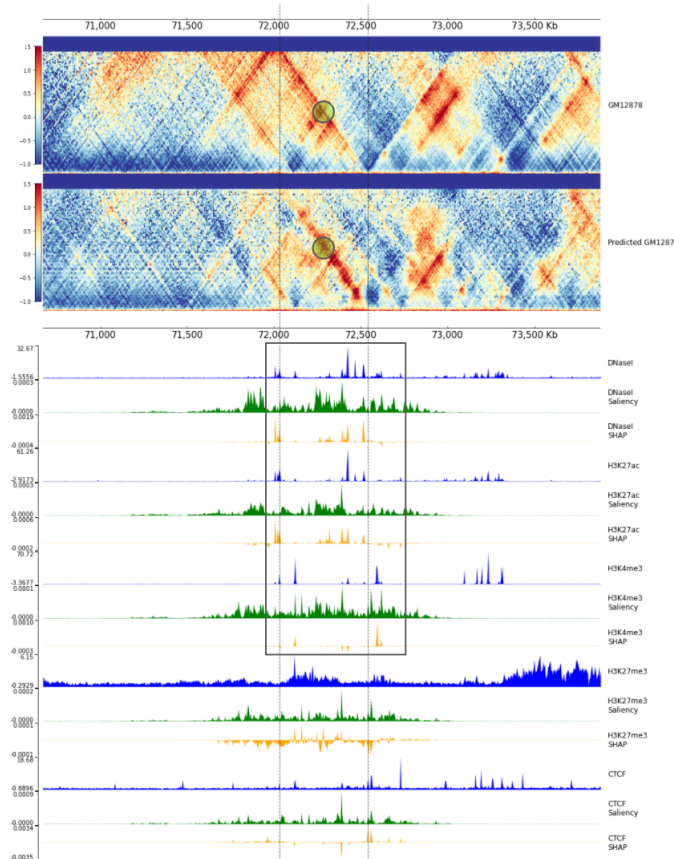 71,000 71,500 72,000 72,500 73,000 73,500 Kb
1.5
1.0
0.5
0.0
−0.5
−1.0
GM12878
1.5
1.0
0.5
0.0
−0.5
−1.0
Predicted GM1287
71,000 71,500 72,000 72,500 73,000 73,500 Kb
32.67
DNaseI
-1.5556
0.0003
DNaseI
Saliency
-0.0000
0.0019
DNaseI
SHAP
-0.0004
61.26
H3K27ac
-2.9173
0.0003
H3K27ac
Saliency
-0.0000
0.0006
H3K27ac
SHAP
-0.0002
70.72
H3K4me3
-3.3677
0.0001
H3K4me3
Saliency
-0.0000
0.0010
H3K4me3
SHAP
-0.0003
6.15
H3K27me3
-0.2929
0.0002
H3K27me3
Saliency
-0.0000
0.0001
H3K27me3
SHAP
-0.0001
18.68
CTCF
-0.8896
0.0009
CTCF
Saliency
-0.0000
0.0034
CTCF
SHAP
-0.0035